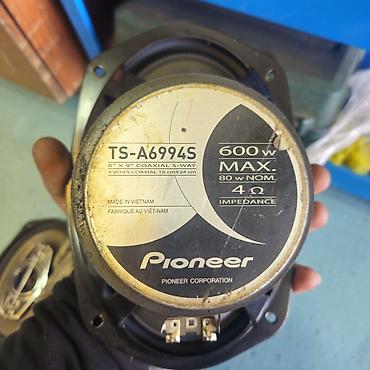 TS-A6994S
6" X 9" COAXIAL 5-WAY
5 VOIES COAXIAL 16 cm X 24 cm
600 W
MAX.
80 W NOM.
4 Ω
IMPEDANCE
MADE IN VIETNAM
FABRIQUÉ AU VIÊT-NAM
Pioneer
PIONEER CORPORATION